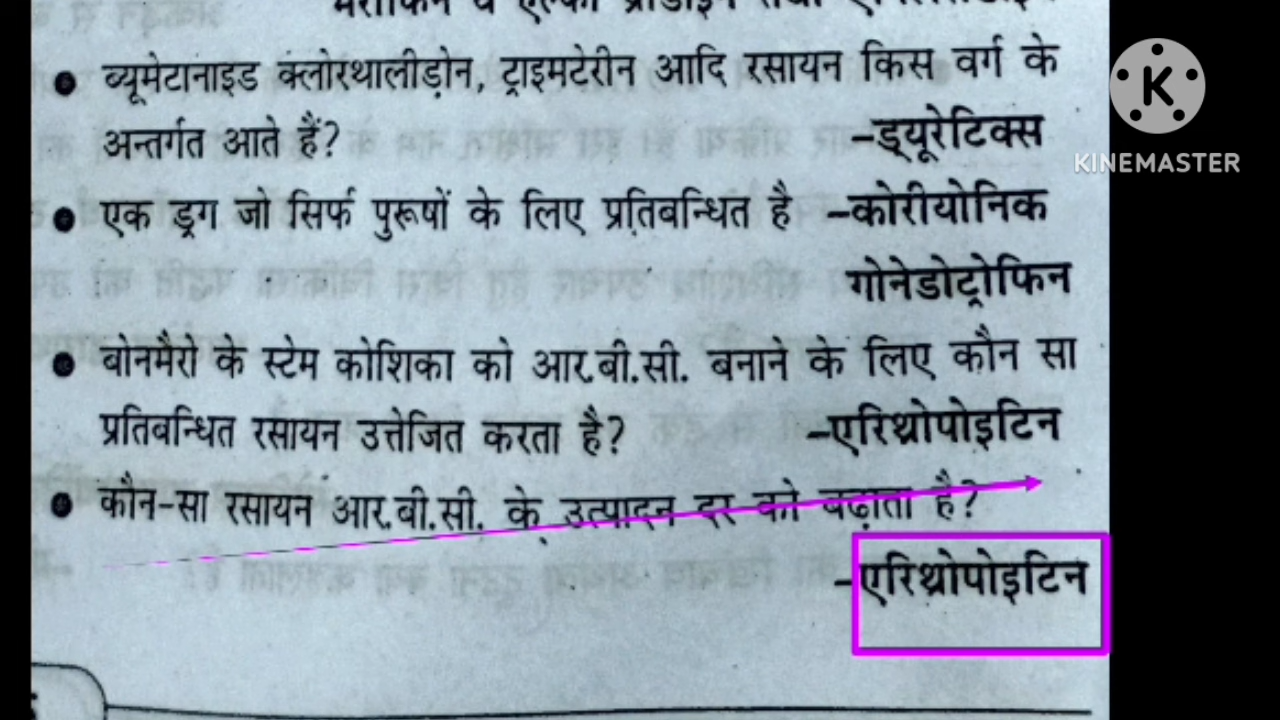 ● ब्यूमेटानाइड क्लोरथालीड़ोन, ट्राइमटेरीन आदि रसायन किस वर्ग के
अन्तर्गत आते हैं? –ड्यूरेटिक्स
● एक ड्रग जो सिर्फ पुरूषों के लिए प्रतिबन्धित है –कोरीयोनिक
गोनेडोट्रोफिन
● बोनमैरो के स्टेम कोशिका को आर.बी.सी. बनाने के लिए कौन सा
प्रतिबन्धित रसायन उत्तेजित करता है? –एरिथ्रोपोइटिन
● कौन-सा रसायन आर.बी.सी. के उत्पादन दर को बढ़ाता है?
–एरिथ्रोपोइटिन
K
KINEMASTER